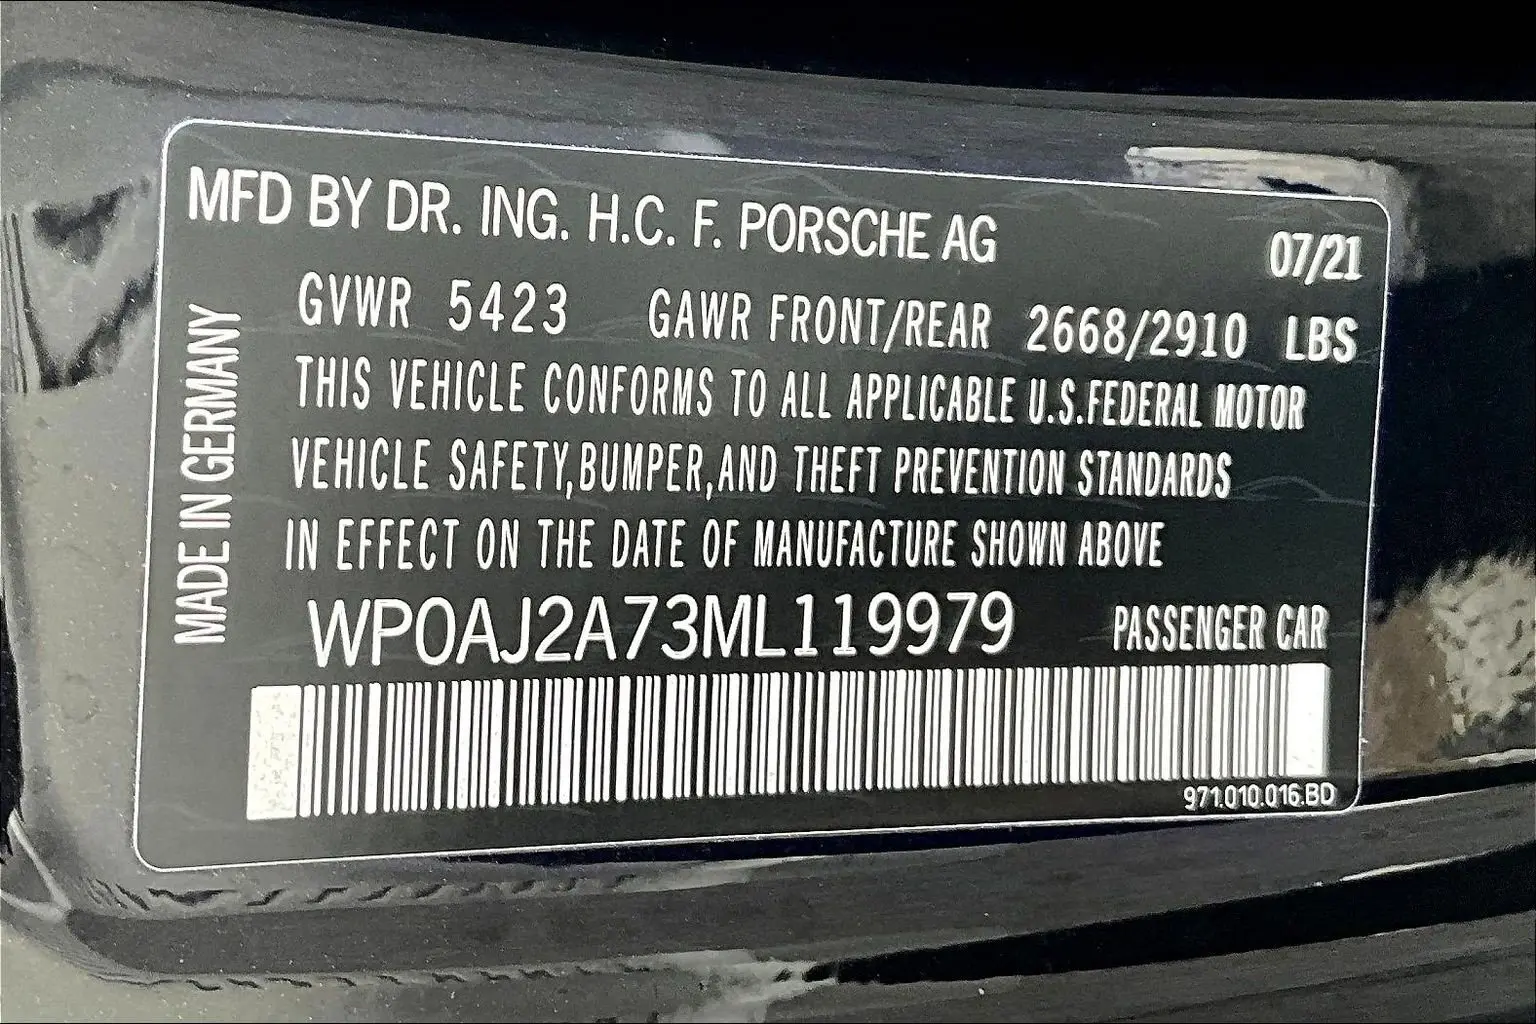 MFD BY DR. ING. H.C. F. PORSCHE AG 07/21
GVWR 5423 GAWR FRONT/REAR 2668/2910 LBS
THIS VEHICLE CONFORMS TO ALL APPLICABLE U.S.FEDERAL MOTOR
VEHICLE SAFETY,BUMPER,AND THEFT PREVENTION STANDARDS
IN EFFECT ON THE DATE OF MANUFACTURE SHOWN ABOVE
WP0AJ2A73ML119979 PASSENGER CAR
971.010.016.BD
MADE IN GERMANY